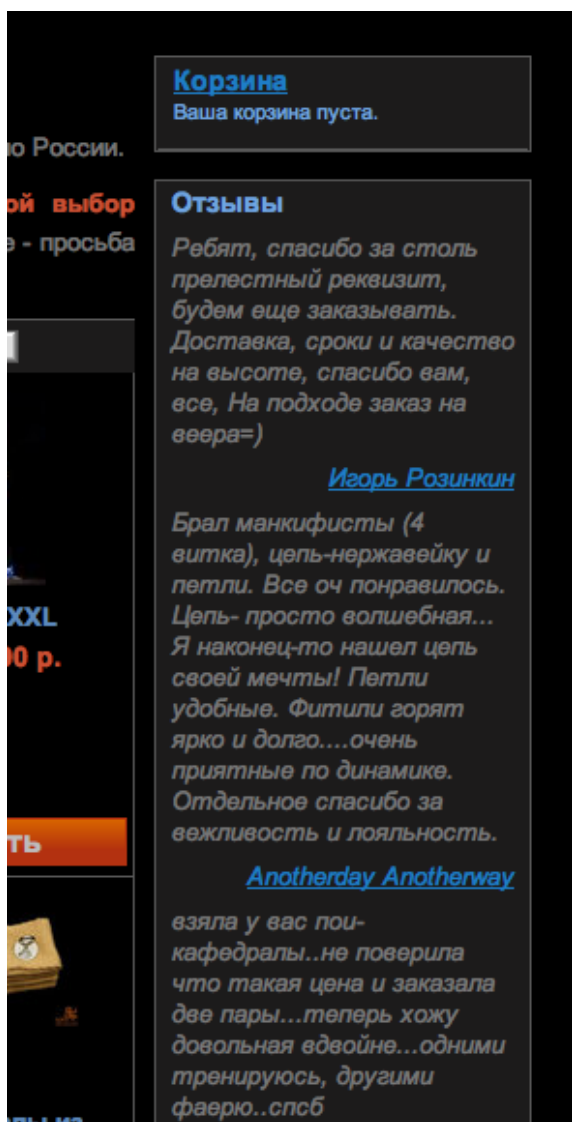 Корзина
Ваша корзина пуста.
по России.
ой выбор
е - просьба
Отзывы
Ребят, спасибо за столь
прелестный реквизит,
будем еще заказывать.
Доставка, сроки и качество
на высоте, спасибо вам,
все, На подходе заказ на
веера=)
Игорь Розинкин
Брал манкифисты (4
витка), цепь-нержавейку и
петли. Все оч понравилось.
Цепь- просто волшебная...
Я наконец-то нашел цепь
своей мечты! Петли
удобные. Фитили горят
ярко и долго....очень
приятные по динамике.
Отдельное спасибо за
вежливость и лояльность.
Anotherday Anotherway
взяла у вас пои-
кафедралы..не поверила
что такая цена и заказала
две пары...теперь хожу
довольная вдвойне...одними
тренируюсь, другими
фаерю..спсб
XXL
00 р.
ть